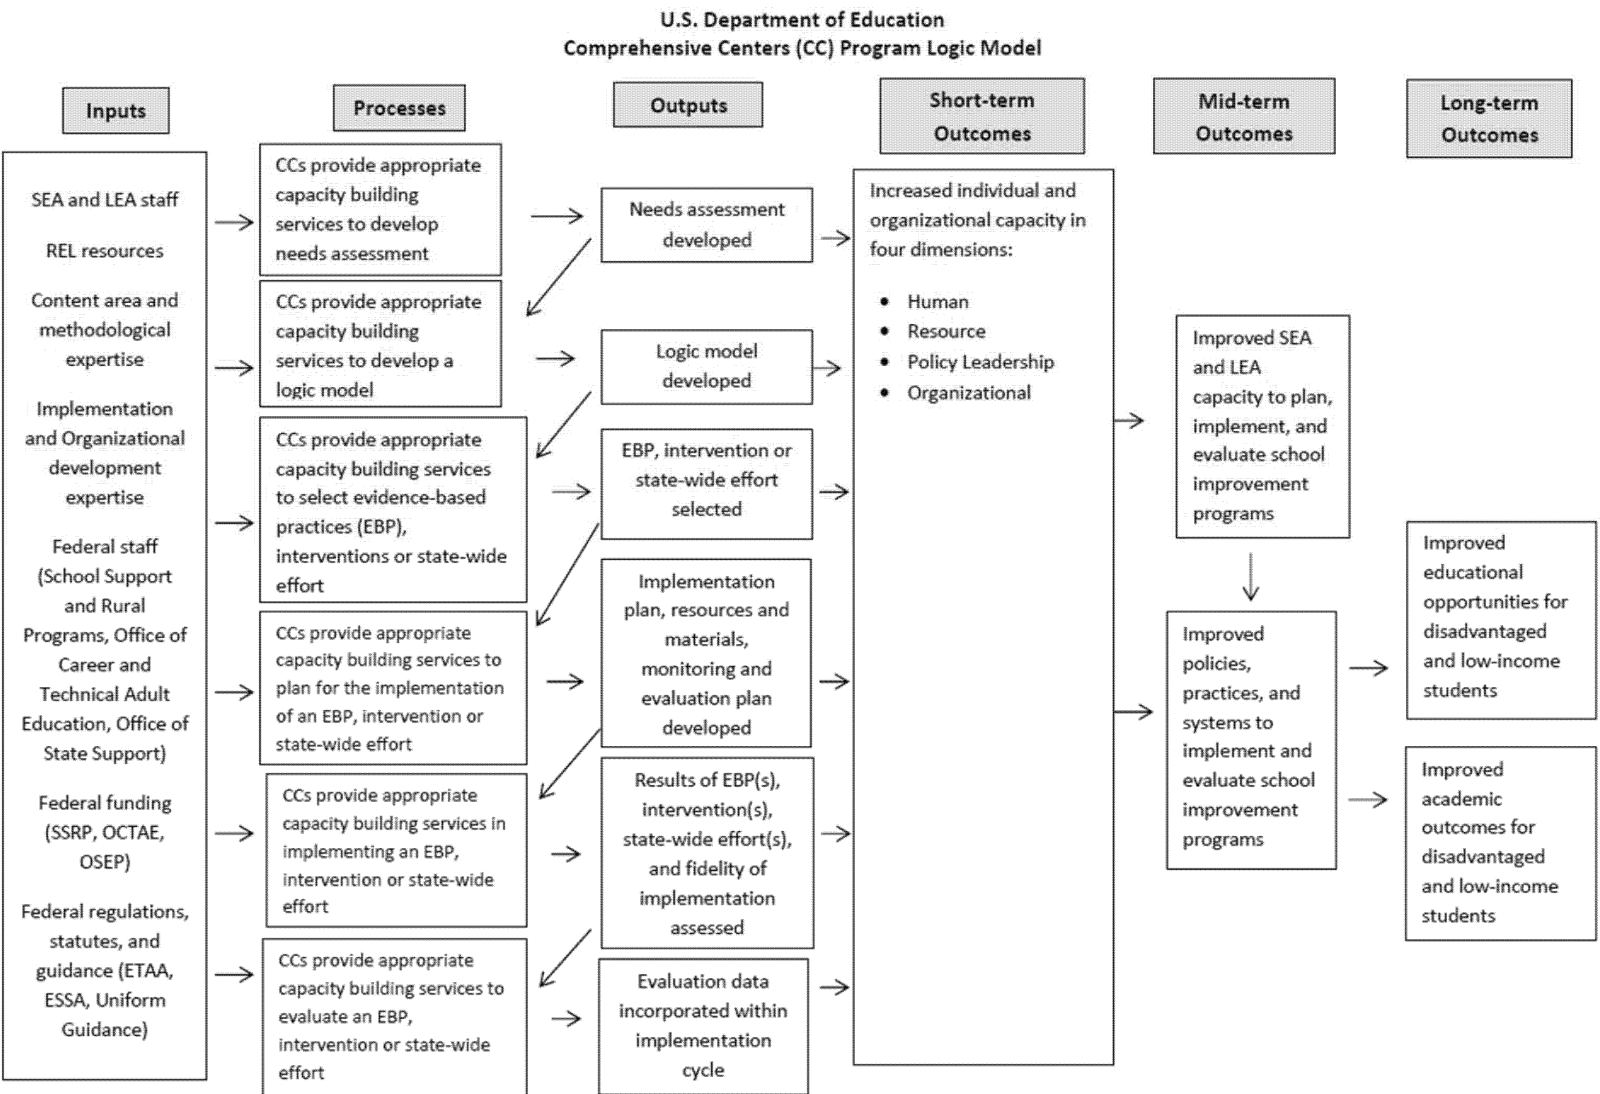 U.S. Department of Education
Comprehensive Centers (CC) Program Logic Model
Inputs
Processes
Outputs
Short-term
Outcomes
Mid-term
Outcomes
Long-term
Outcomes
SEA and LEA staff
REL resources
Content area and
methodological
expertise
Implementation
and Organizational
development
expertise
Federal staff
(School Support
and Rural
Programs, Office of
Career and
Technical Adult
Education, Office of
State Support)
Federal funding
(SSRP, OCTAE,
OSEP)
Federal regulations,
statutes, and
guidance (ETAA,
ESSA, Uniform
Guidance)
CCs provide appropriate
capacity building
services to develop
needs assessment
CCs provide appropriate
capacity building
services to develop a
logic model
CCs provide appropriate
capacity building services
to select evidence-based
practices (EBP),
interventions or state-wide
effort
CCs provide appropriate
capacity building services to
plan for the implementation
of an EBP, intervention or
state-wide effort
CCs provide appropriate
capacity building services in
implementing an EBP,
intervention or state-wide
effort
CCs provide appropriate
capacity building services to
evaluate an EBP,
intervention or state-wide
effort
Needs assessment
developed
Logic model
developed
EBP, intervention or
state-wide effort
selected
Implementation
plan, resources and
materials,
monitoring and
evaluation plan
developed
Results of EBP(s),
intervention(s),
state-wide effort(s),
and fidelity of
implementation
assessed
Evaluation data
incorporated within
implementation
cycle
Increased individual and
organizational capacity in
four dimensions:
• Human
• Resource
• Policy Leadership
• Organizational
Improved SEA
and LEA
capacity to plan,
implement, and
evaluate school
improvement
programs
Improved
policies,
practices, and
systems to
implement and
evaluate school
improvement
programs
Improved
educational
opportunities for
disadvantaged
and low-income
students
Improved
academic
outcomes for
disadvantaged
and low-income
students